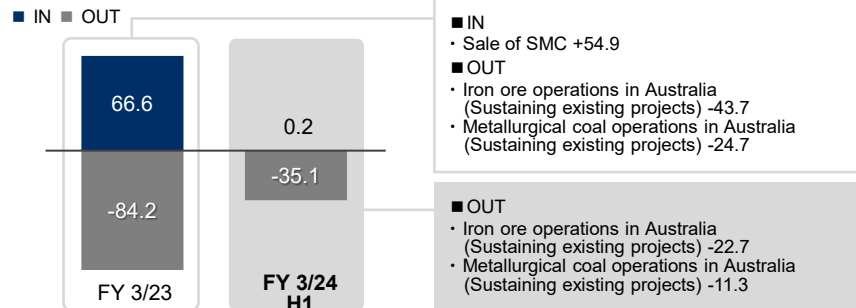 ■ IN ■ OUT
66.6
-84.2
FY 3/23
0.2
-35.1
FY 3/24
H1
■ IN
・Sale of SMC +54.9
■ OUT
・Iron ore operations in Australia
(Sustaining existing projects) -43.7
・Metallurgical coal operations in Australia
(Sustaining existing projects) -24.7
■ OUT
・Iron ore operations in Australia
(Sustaining existing projects) -22.7
・Metallurgical coal operations in Australia
(Sustaining existing projects) -11.3